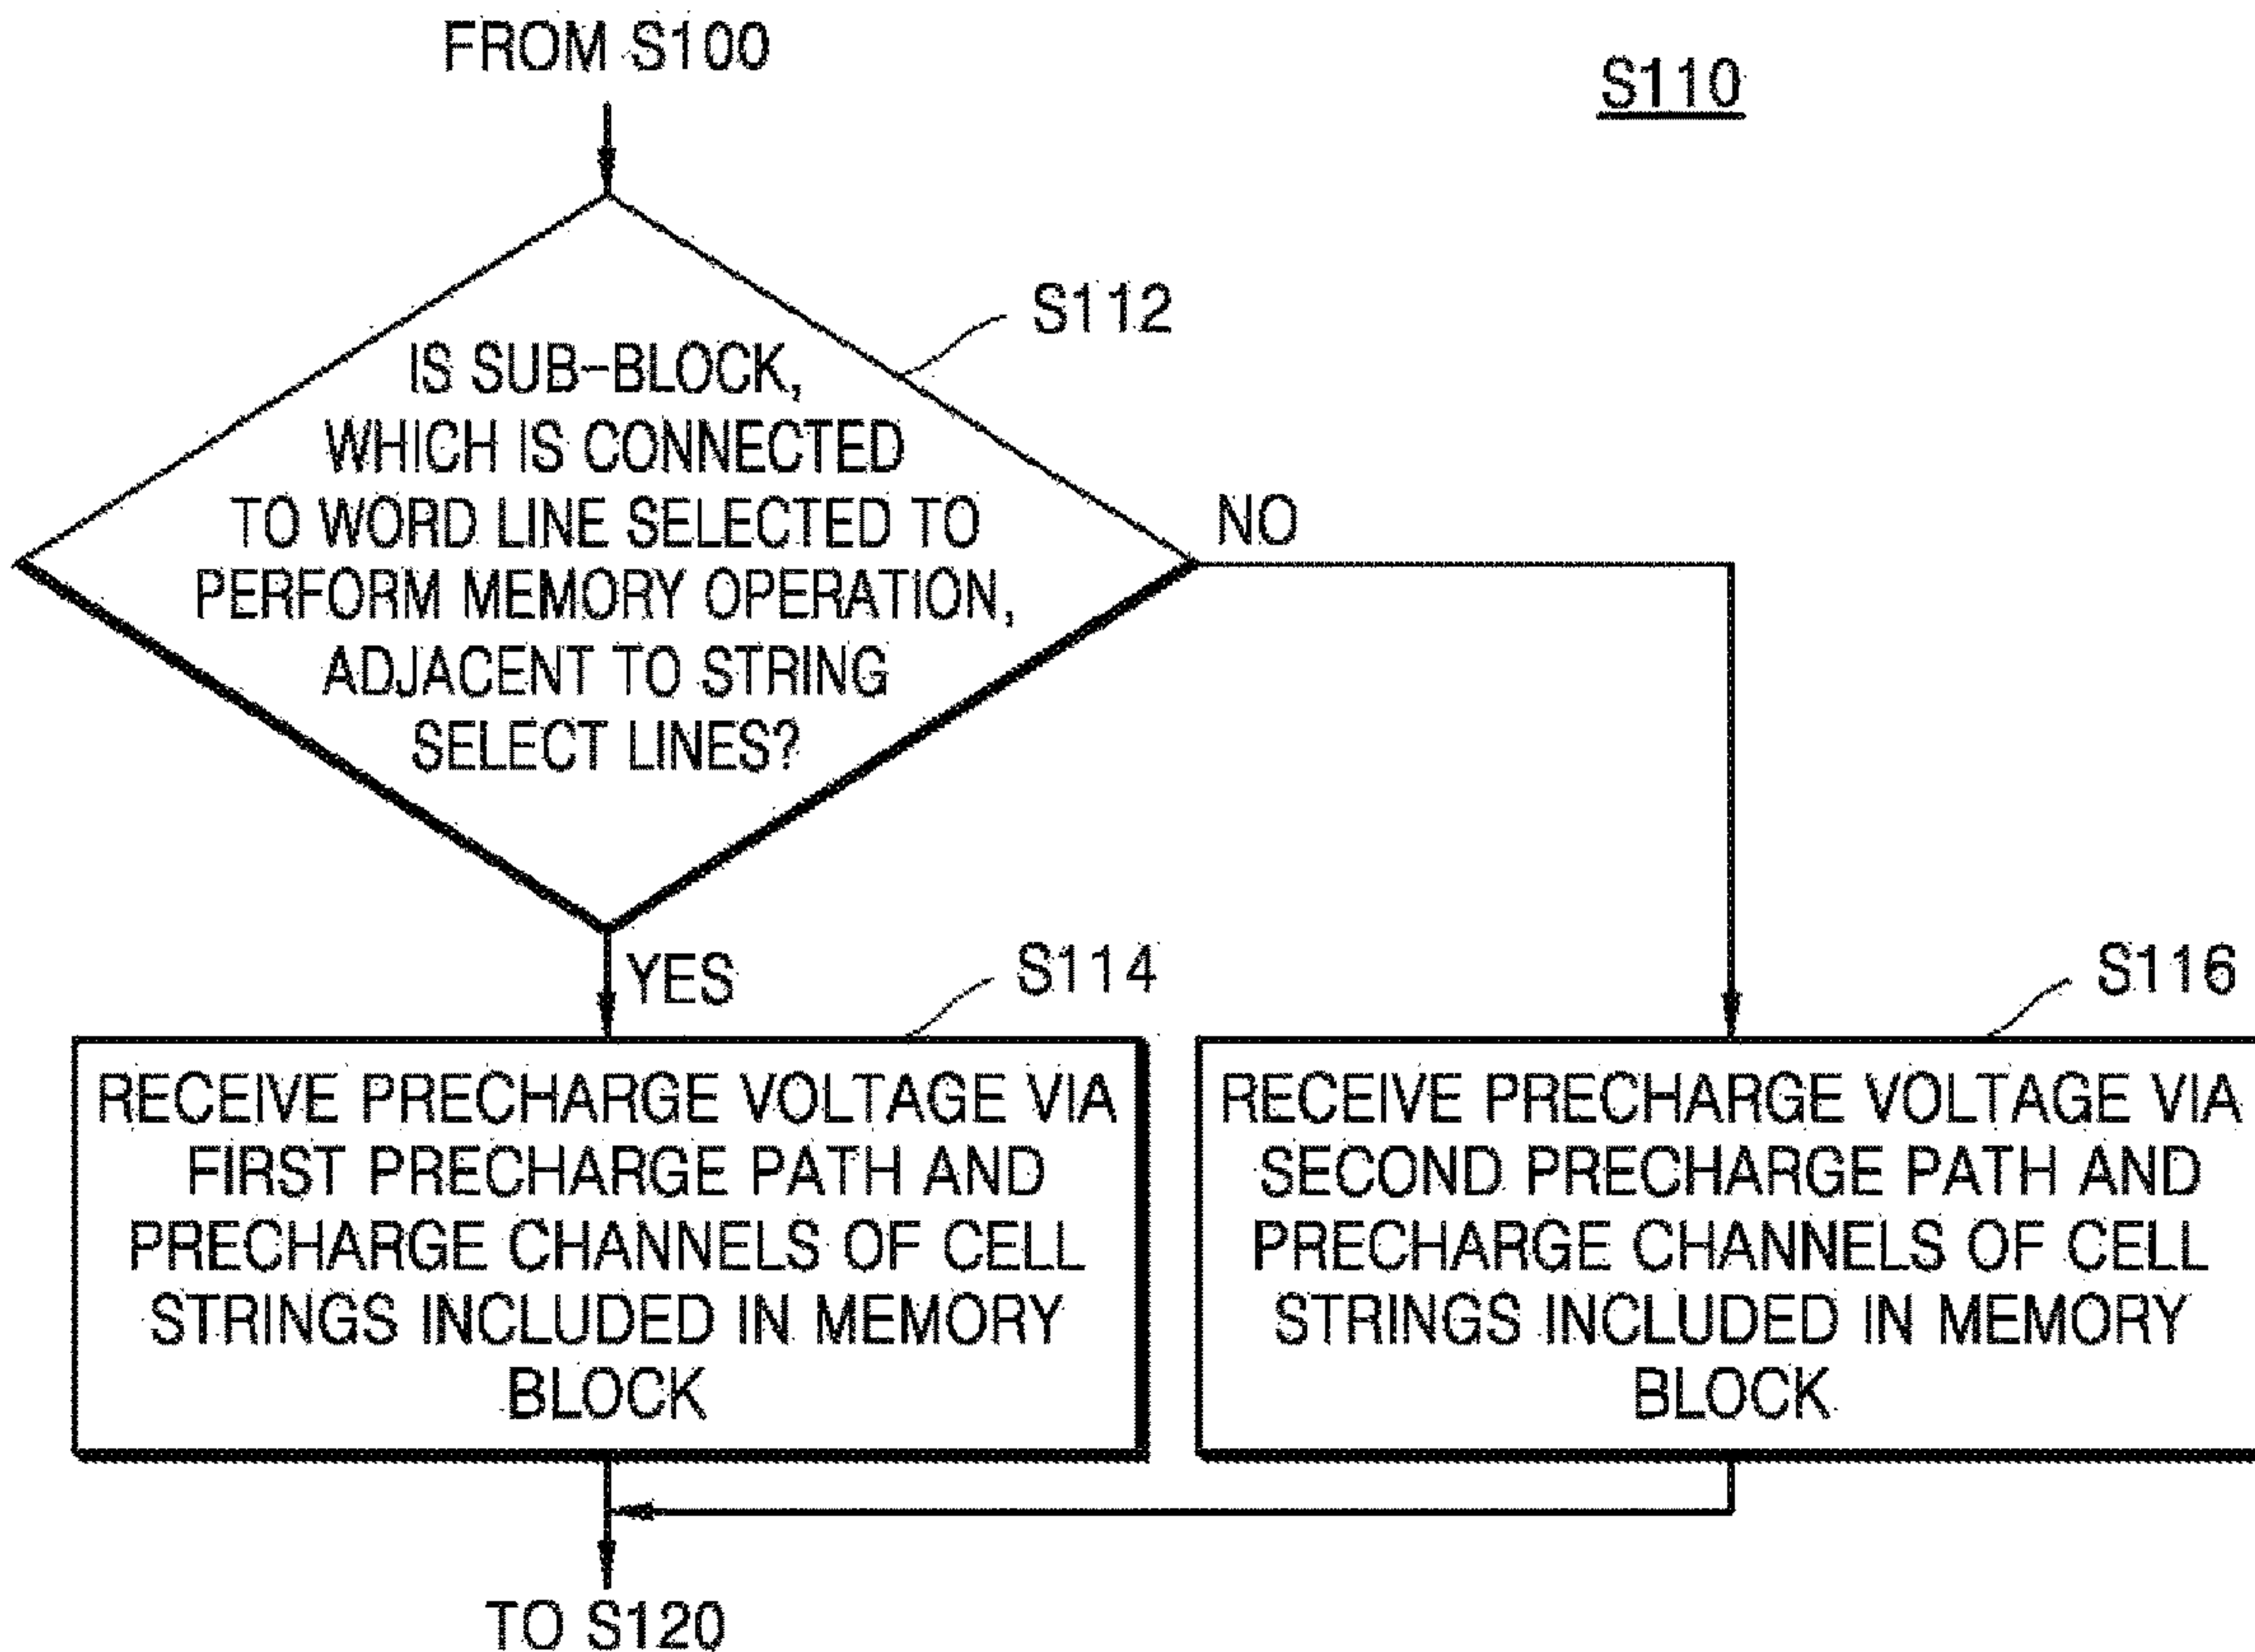 FROM S100
S110
S112
IS SUB-BLOCK,
WHICH IS CONNECTED
TO WORD LINE SELECTED TO
PERFORM MEMORY OPERATION,
ADJACENT TO STRING
SELECT LINES?
NO
YES
S114
RECEIVE PRECHARGE VOLTAGE VIA
FIRST PRECHARGE PATH AND
PRECHARGE CHANNELS OF CELL
STRINGS INCLUDED IN MEMORY
BLOCK
S116
RECEIVE PRECHARGE VOLTAGE VIA
SECOND PRECHARGE PATH AND
PRECHARGE CHANNELS OF CELL
STRINGS INCLUDED IN MEMORY
BLOCK
TO S120